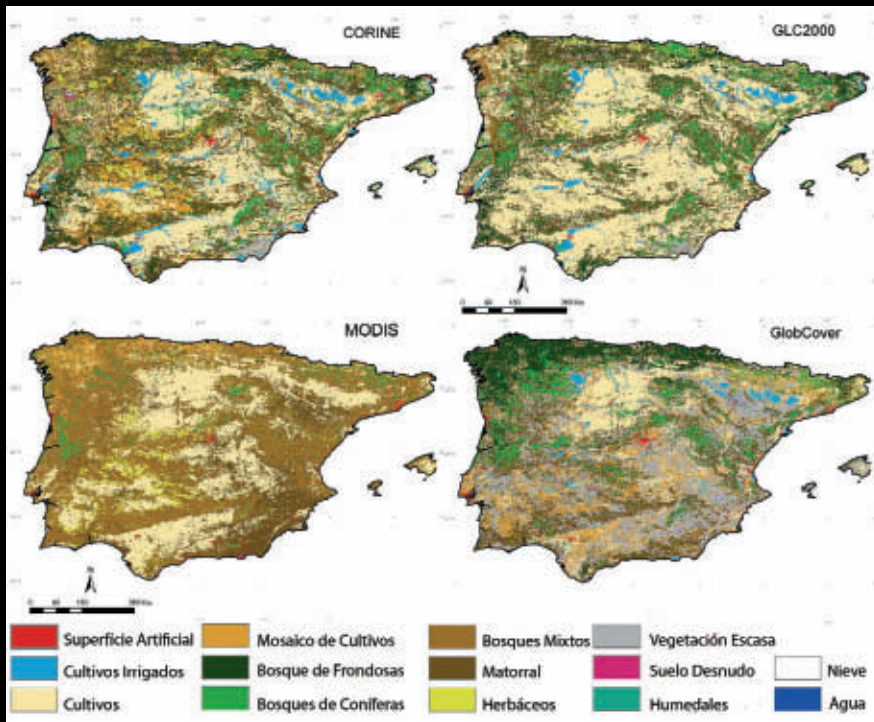 CORINE
GLC2000
N
MODIS
GlobCover
N
Superficie Artificial
Mosaico de Cultivos
Bosques Mixtos
Vegetación Escasa
Cultivos Irrigados
Bosque de Frondosas
Matorral
Suelo Desnudo
Nieve
Cultivos
Bosques de Coníferas
Herbáceos
Humedales
Agua